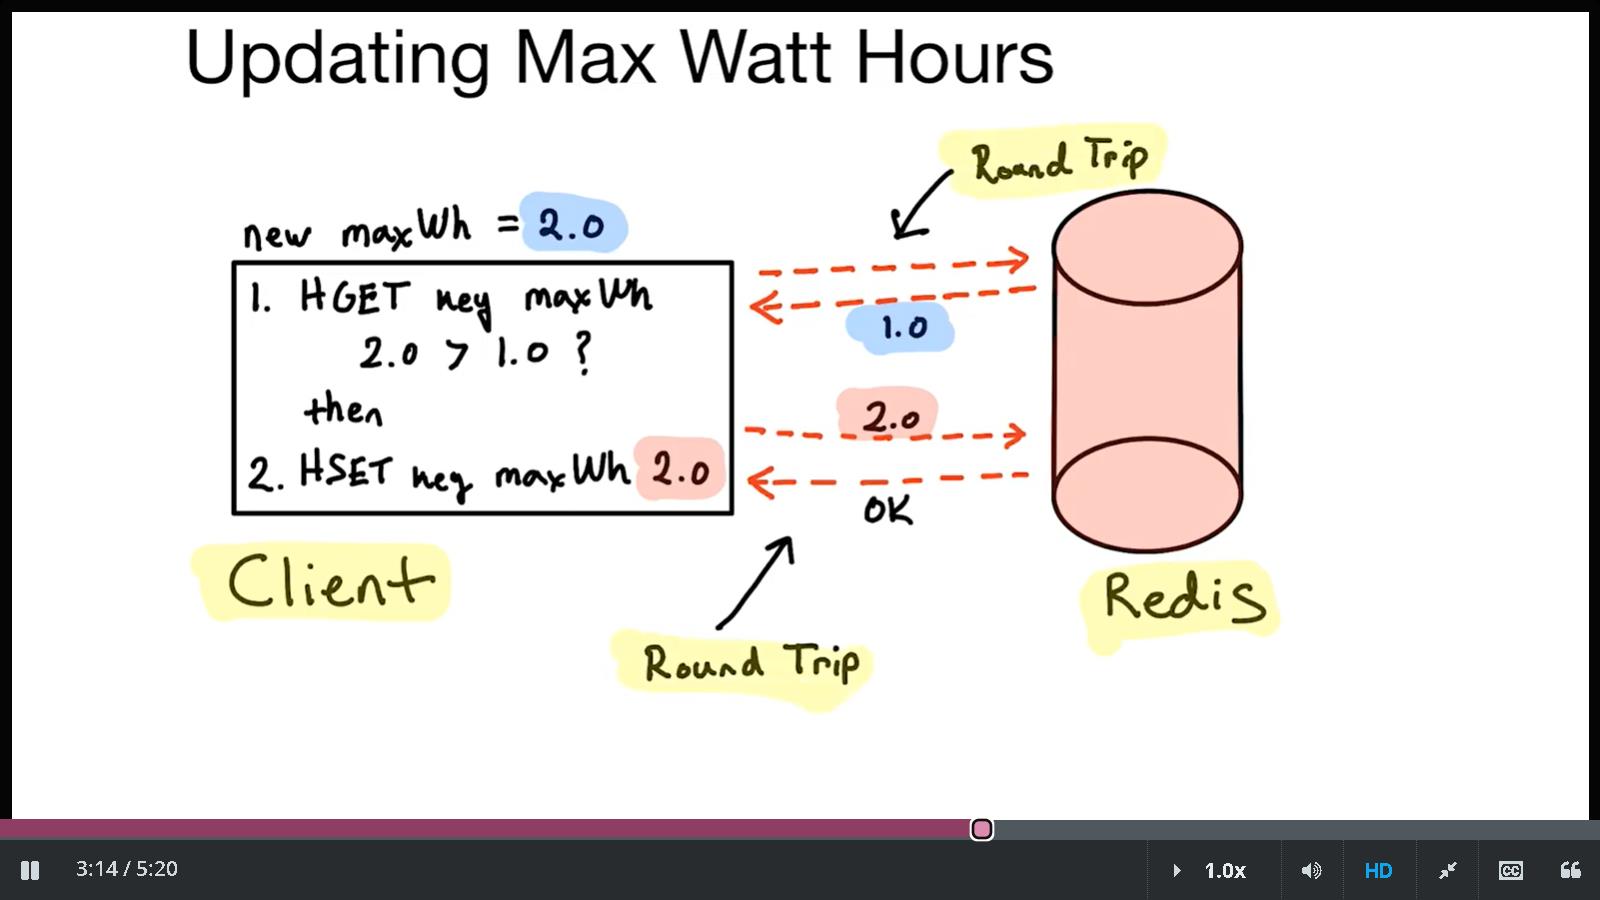 Updating Max Watt Hours
Round Trip
new maxWh = 2.0
1. HGET key maxWh
2.0 > 1.0 ?
then
2. HSET key maxWh 2.0
1.0
2.0
OK
Client
Redis
Round Trip
3:14 / 5:20
1.0x
HD
CC